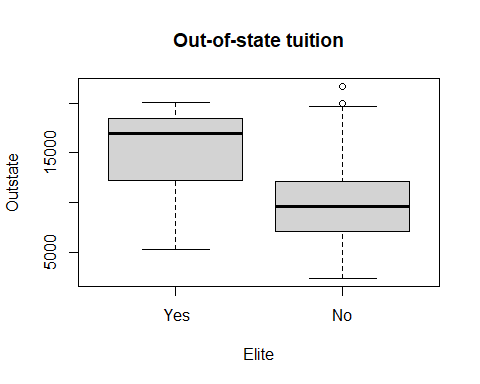 Out-of-state tuition
Outstate
15000
5000
Yes No
Elite